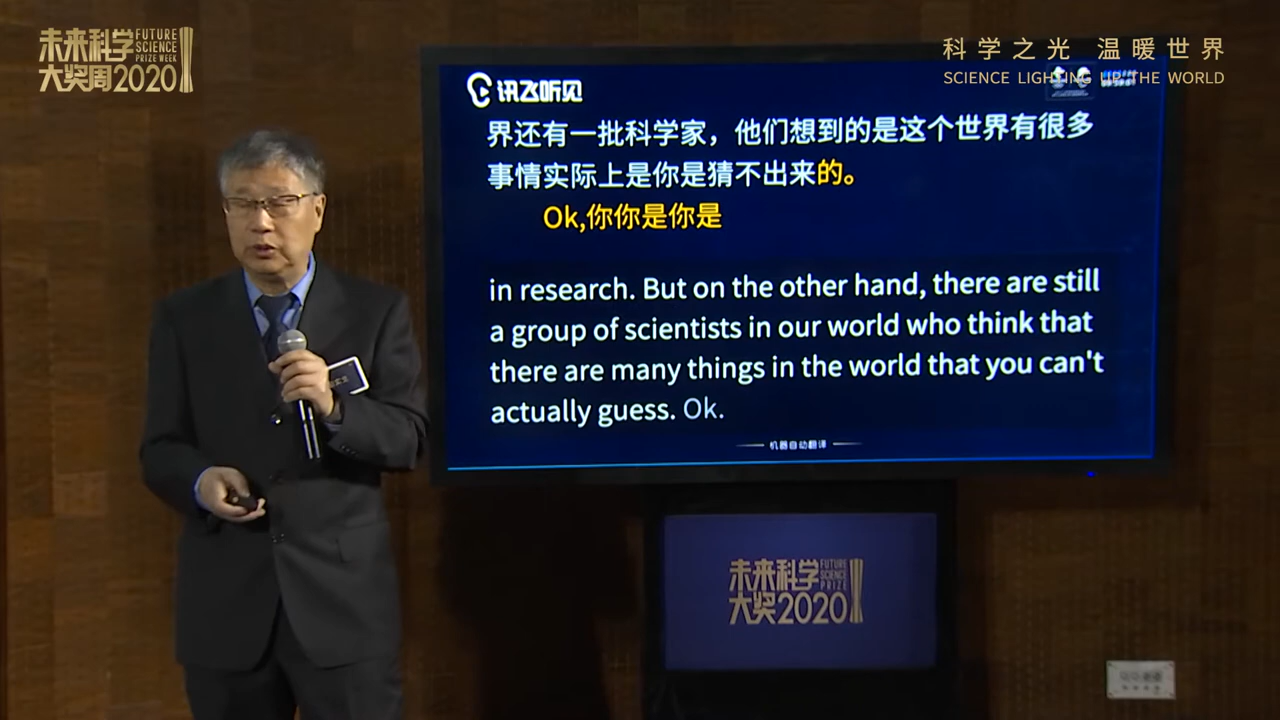 未来科学
大奖周2020
FUTURE
SCIENCE
PRIZE WEEK
科学之光 温暖世界
SCIENCE LIGHTING UP THE WORLD
讯飞听见
界还有一批科学家，他们想到的是这个世界有很多
事情实际上是你是猜不出来的。
Ok,你你是你是
in research. But on the other hand, there are still
a group of scientists in our world who think that
there are many things in the world that you can't
actually guess. Ok.
机器自动翻译
未来科学
大奖2020
FUTURE
SCIENCE
PRIZE